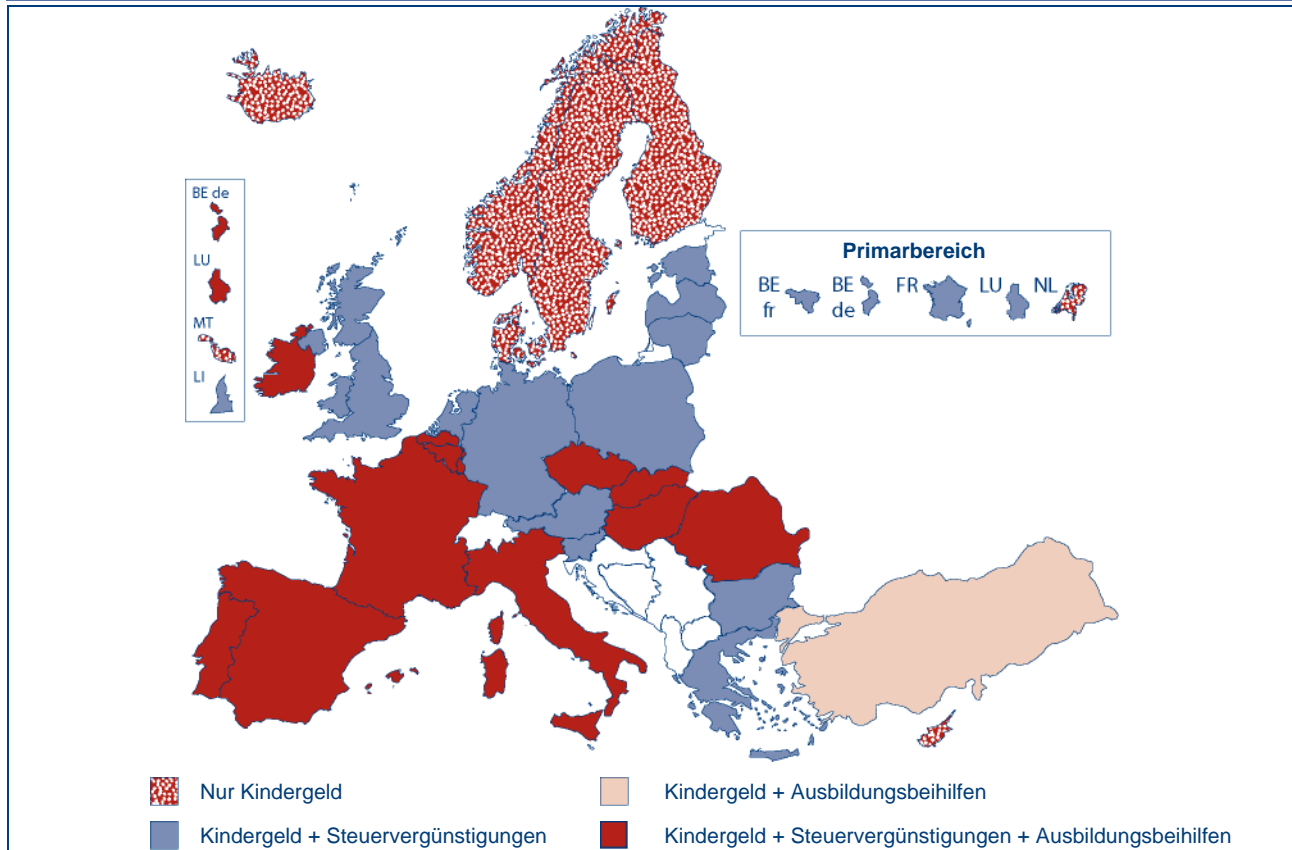 BE de
LU
MT
LI
Primarbereich
BE fr
BE de
FR
LU
NL
Nur Kindergeld
Kindergeld + Ausbildungsbeihilfen
Kindergeld + Steuervergünstigungen
Kindergeld + Steuervergünstigungen + Ausbildungsbeihilfen